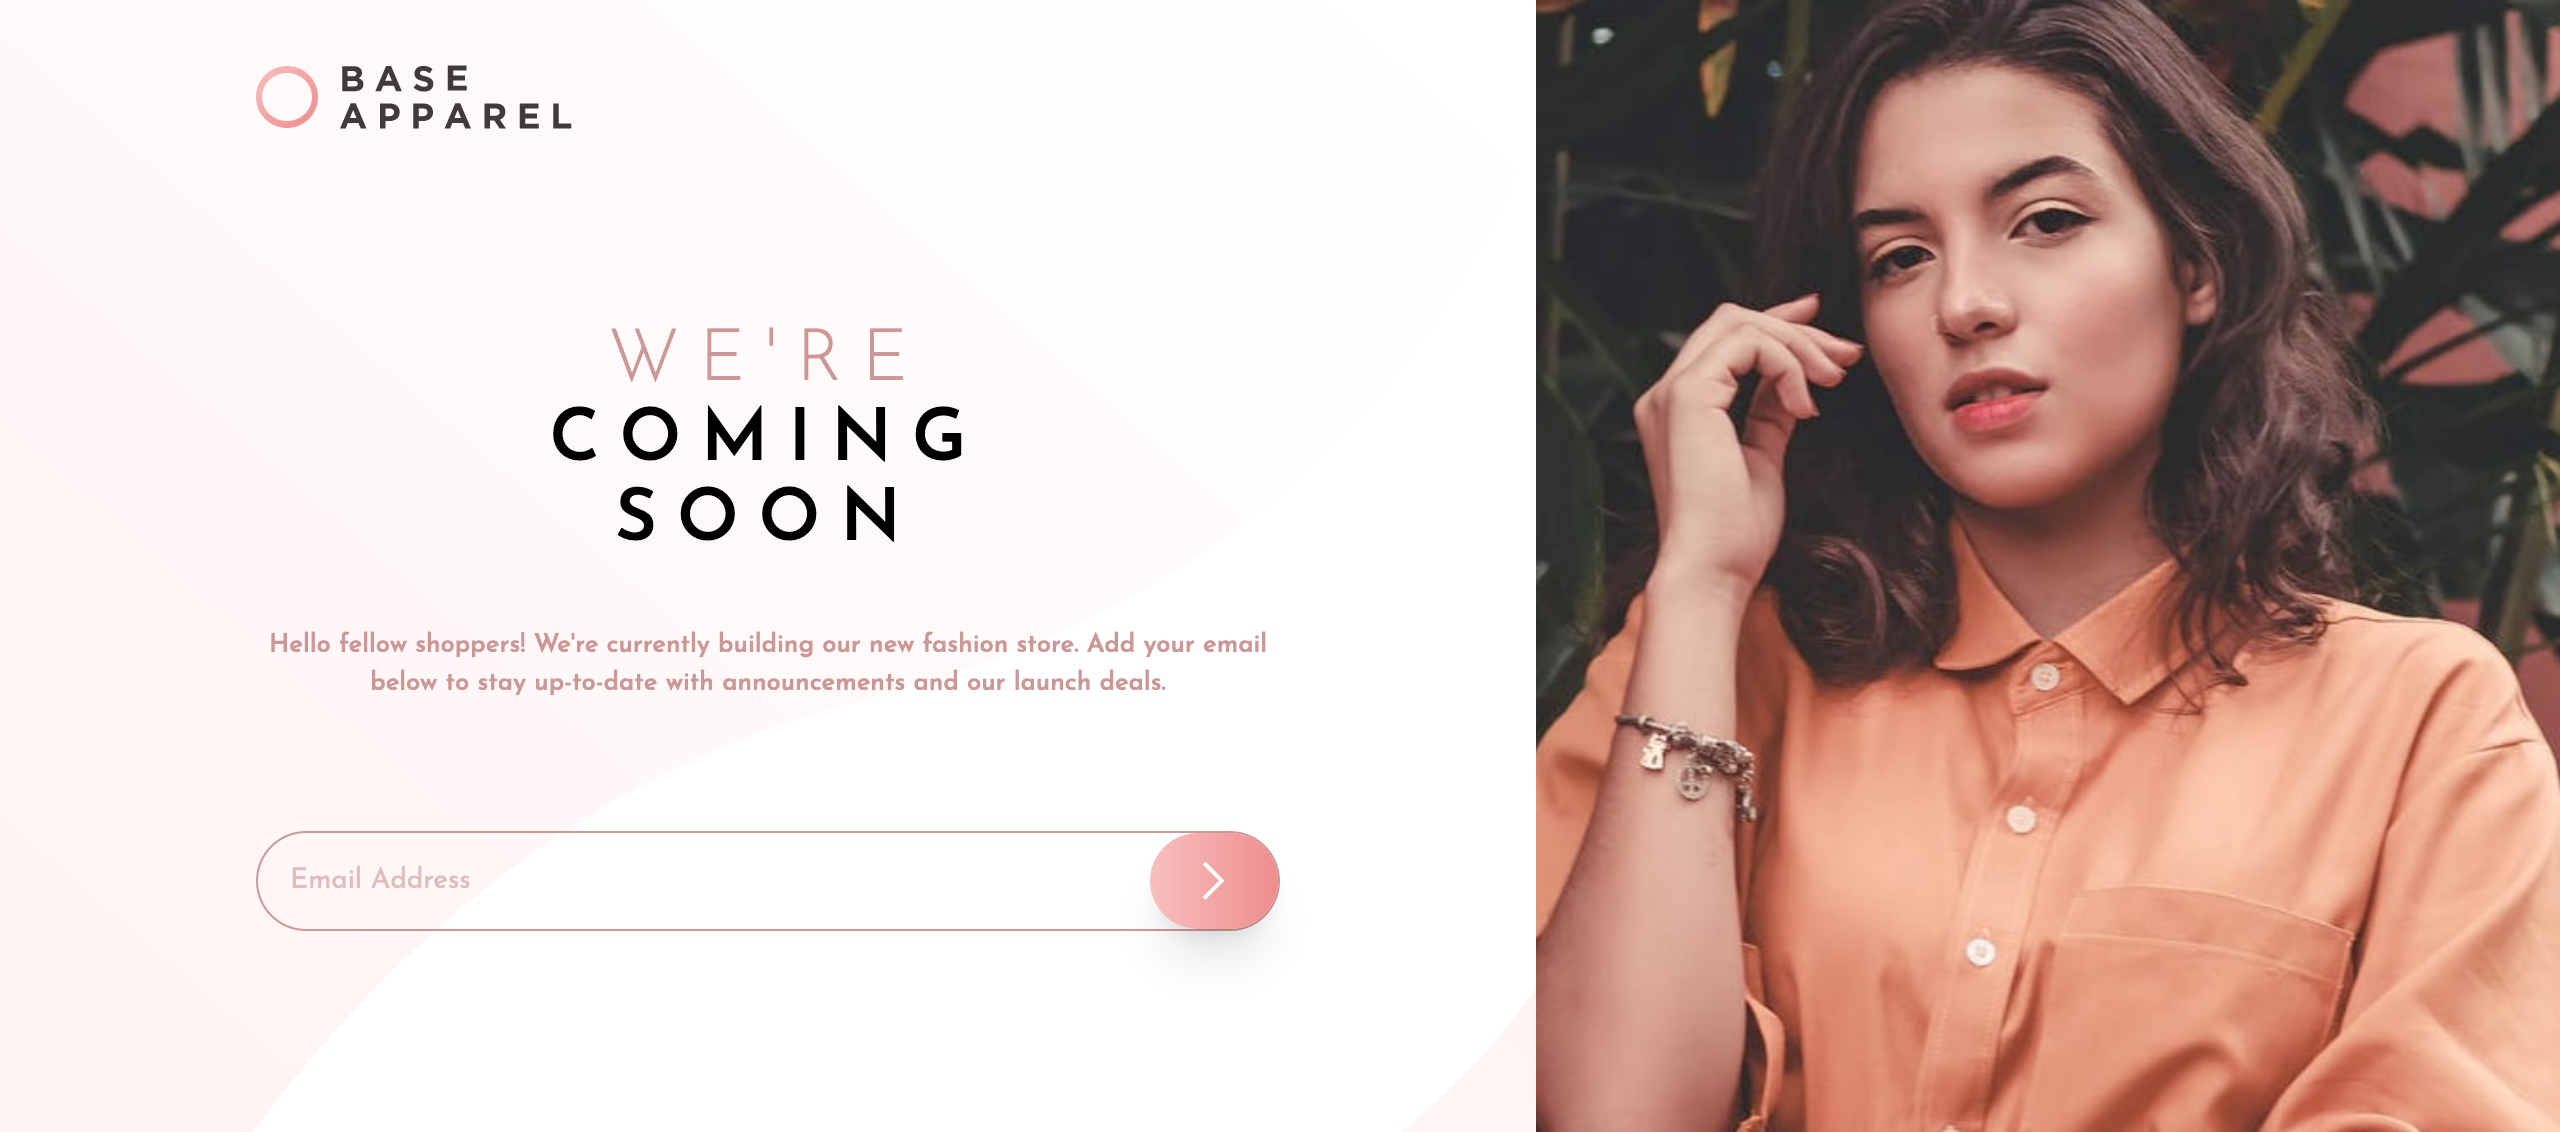 BASE
APPAREL
WE'RE
COMING
SOON
Hello fellow shoppers! We're currently building our new fashion store. Add your email
below to stay up-to-date with announcements and our launch deals.
Email Address